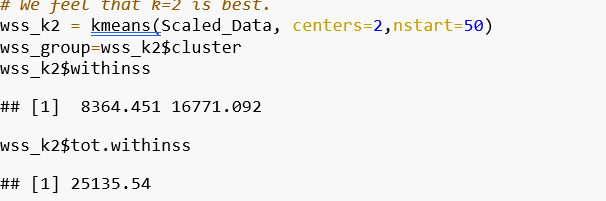 # We feel that k=2 is best.
wss_k2 = kmeans(Scaled_Data, centers=2,nstart=50)
wss_group=wss_k2$cluster
wss_k2$withinss
## [1]  8364.451 16771.092
wss_k2$tot.withinss
## [1] 25135.54